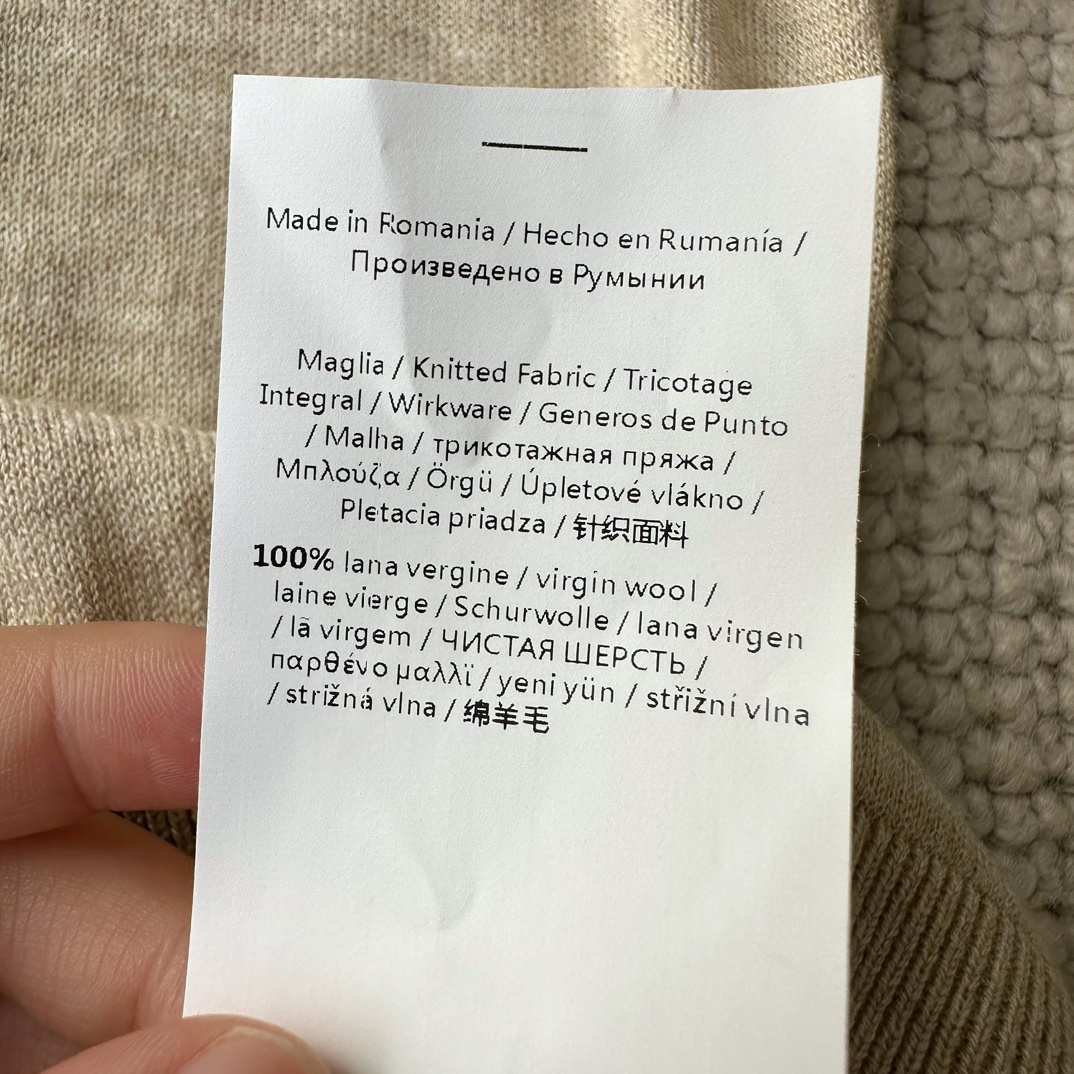 Made in Romania / Hecho en Rumanía /
Произведено в Румынии
Maglia / Knitted Fabric / Tricotage
Integral / Wirkware / Generos de Punto
/ Malha / трикотажная пряжа /
Μπλούζα / Örgü / Úpletové vlákno /
Pletacia priadza / 针织面料
100% lana vergine / virgin wool /
laine vierge / Schurwolle / lana virgen
/ lã virgem / ЧИСТАЯ ШЕРСТЬ /
παρθένο μαλλϊ / yeni yün / střižní vlna
/ strižná vlna / 绵羊毛